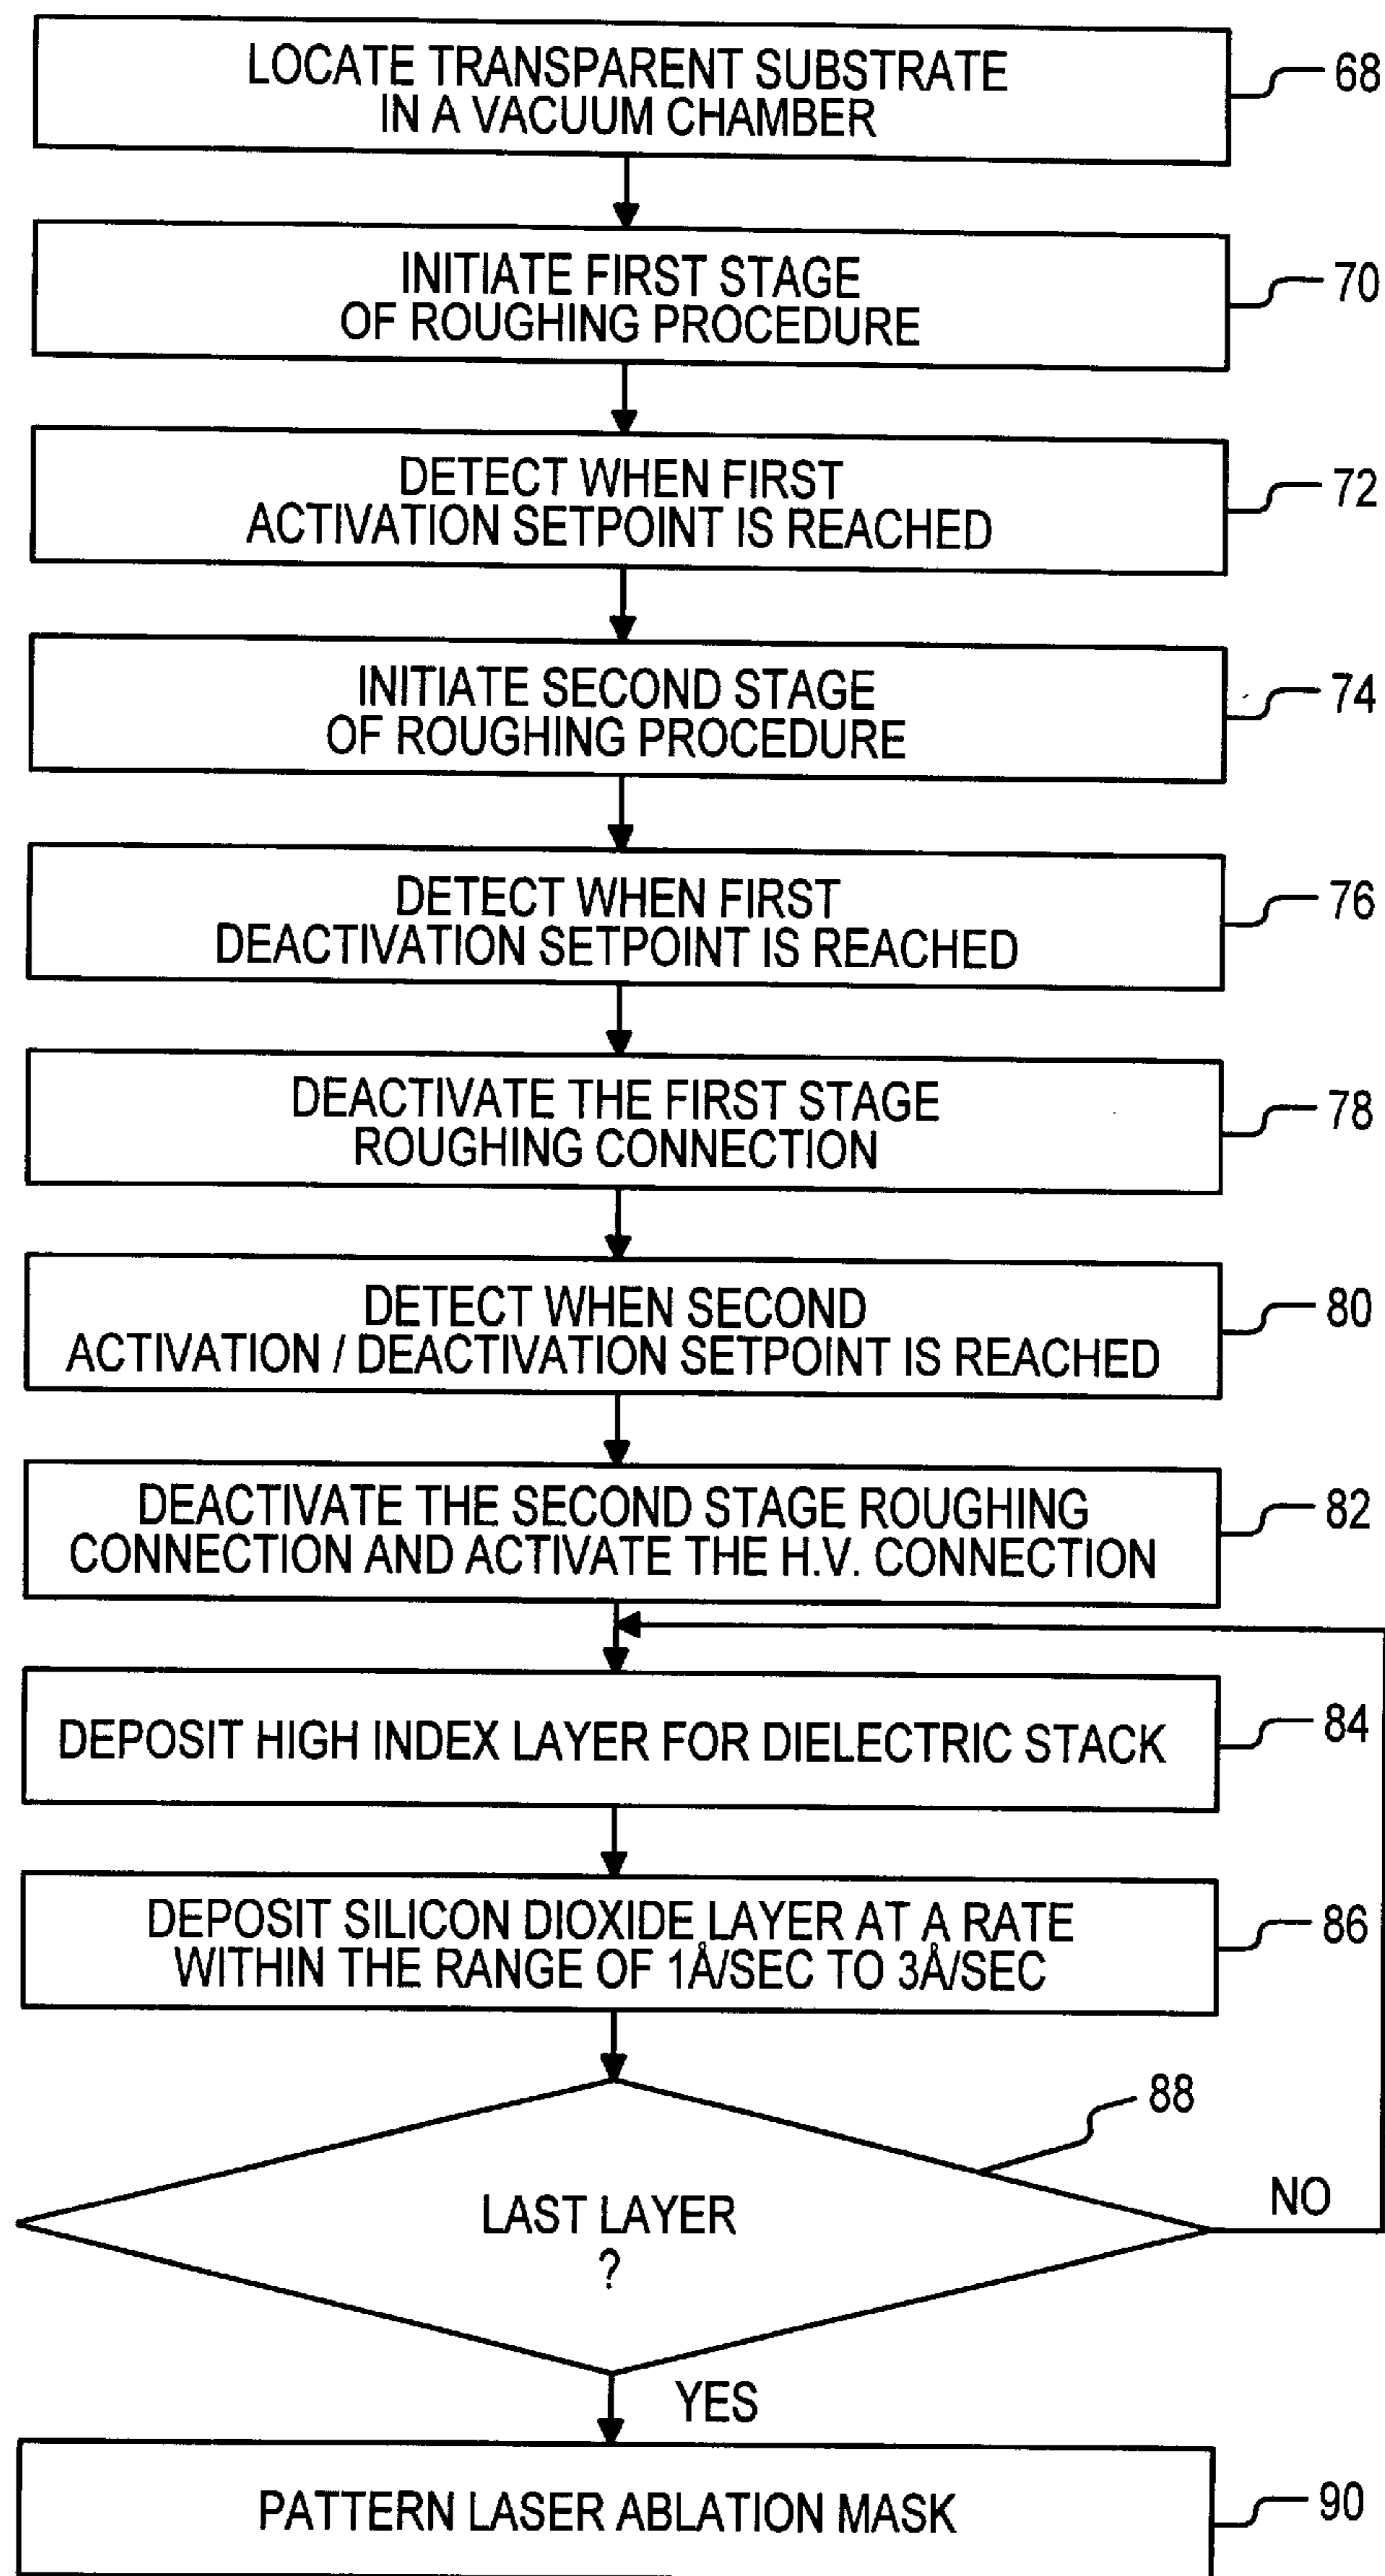 LOCATE TRANSPARENT SUBSTRATE
IN A VACUUM CHAMBER
68
INITIATE FIRST STAGE
OF ROUGHING PROCEDURE
70
DETECT WHEN FIRST
ACTIVATION SETPOINT IS REACHED
72
INITIATE SECOND STAGE
OF ROUGHING PROCEDURE
74
DETECT WHEN FIRST
DEACTIVATION SETPOINT IS REACHED
76
DEACTIVATE THE FIRST STAGE
ROUGHING CONNECTION
78
DETECT WHEN SECOND
ACTIVATION / DEACTIVATION SETPOINT IS REACHED
80
DEACTIVATE THE SECOND STAGE ROUGHING
CONNECTION AND ACTIVATE THE H.V. CONNECTION
82
DEPOSIT HIGH INDEX LAYER FOR DIELECTRIC STACK
84
DEPOSIT SILICON DIOXIDE LAYER AT A RATE
WITHIN THE RANGE OF 1Å/SEC TO 3Å/SEC
86
88
LAST LAYER
?
NO
YES
PATTERN LASER ABLATION MASK
90